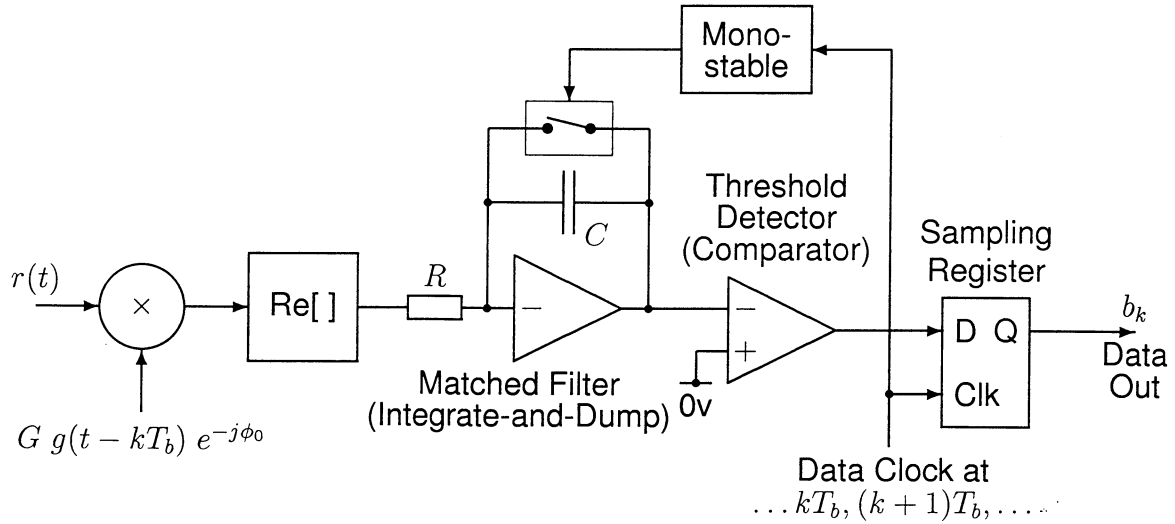 Mono-
stable
C
Threshold
Detector
(Comparator)
Sampling
Register
r(t)
×
Re[ ]
R
−
−
+
0v
D Q
Clk
b_k
Data
Out
Matched Filter
(Integrate-and-Dump)
G g(t − kT_b) e^{−jϕ_0}
Data Clock at
... kT_b, (k + 1)T_b, ....